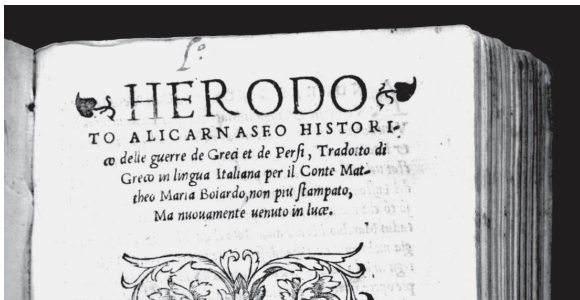 HERODO
TO ALICARNASEO HISTORI-
co delle guerre de Greci et de Persi, Tradotto di
Greco in lingua Italiana per il Conte Mat-
theo Maria Boiardo, non piu stampato,
Ma nuouamente uenuto in luce.